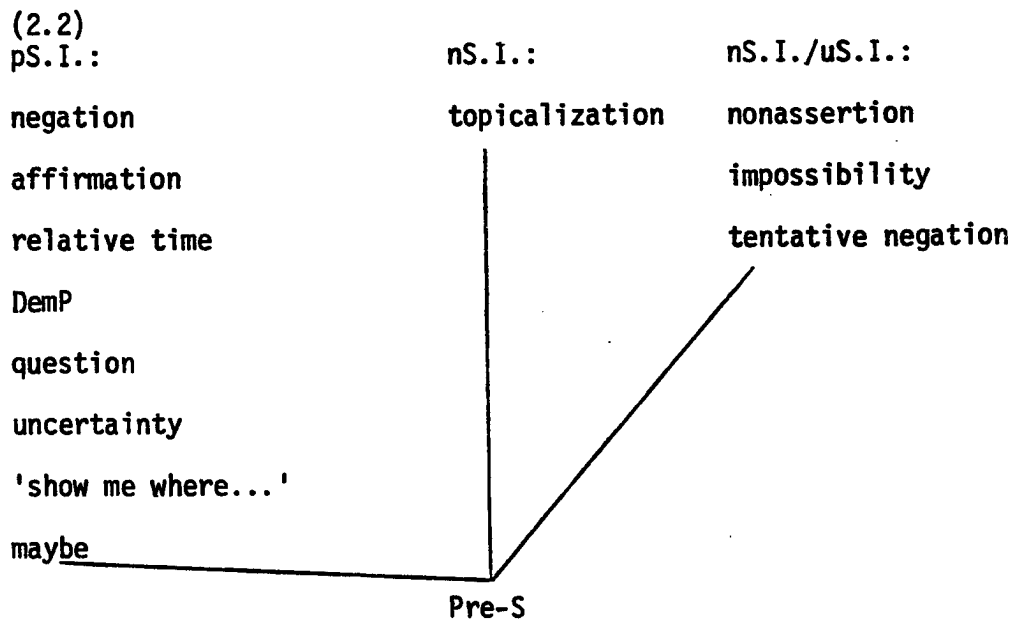 (2.2)
pS.I.: nS.I.: nS.I./uS.I.:
negation topicalization nonassertion
affirmation impossibility
relative time tentative negation
DemP
question
uncertainty
'show me where...'
maybe
Pre-S